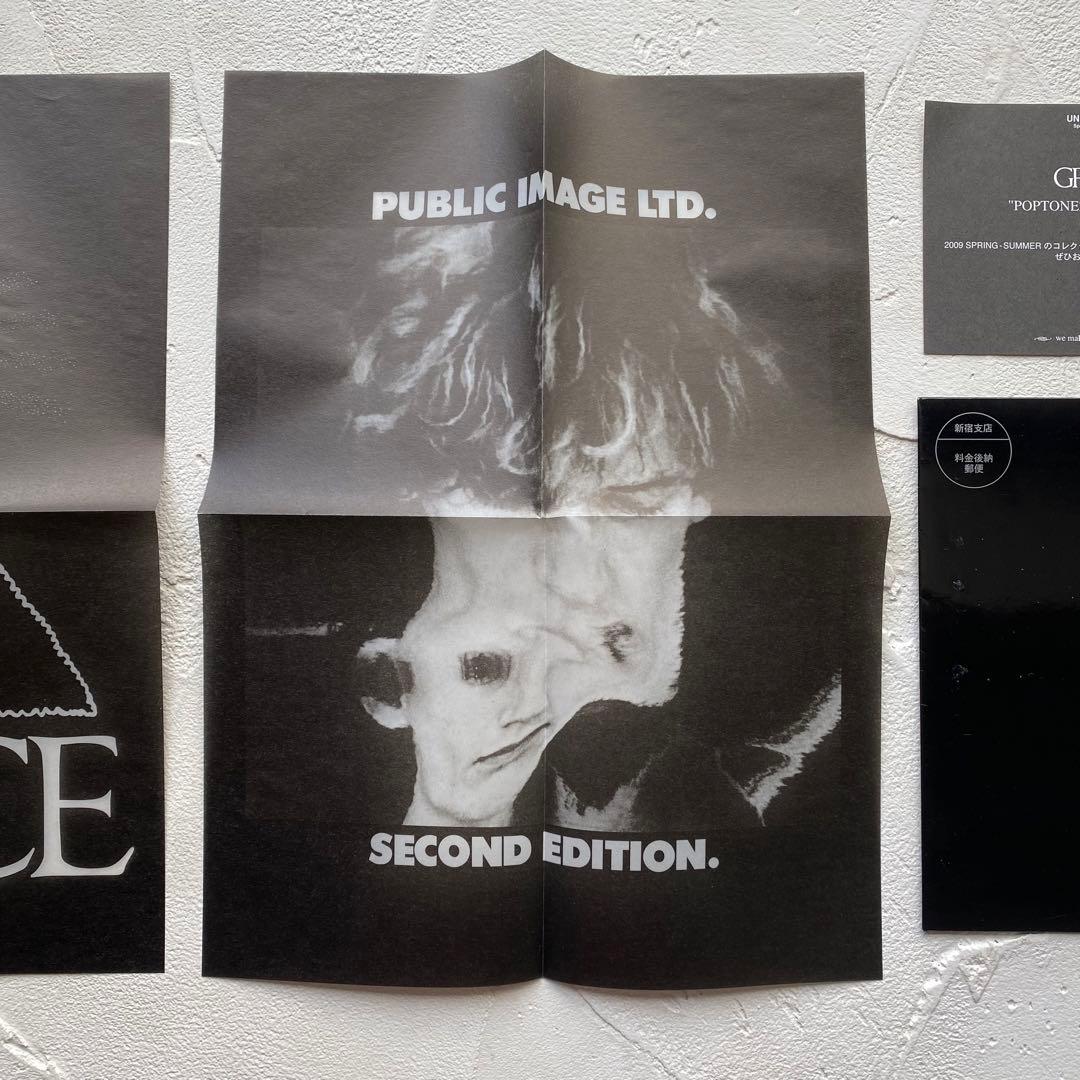 PUBLIC IMAGE LTD.
SECOND EDITION.
CE
UN
GR
"POPTONE
2009 SPRING-SUMMER のコレク
ぜひお
we mak
新宿支店
料金後納
郵便